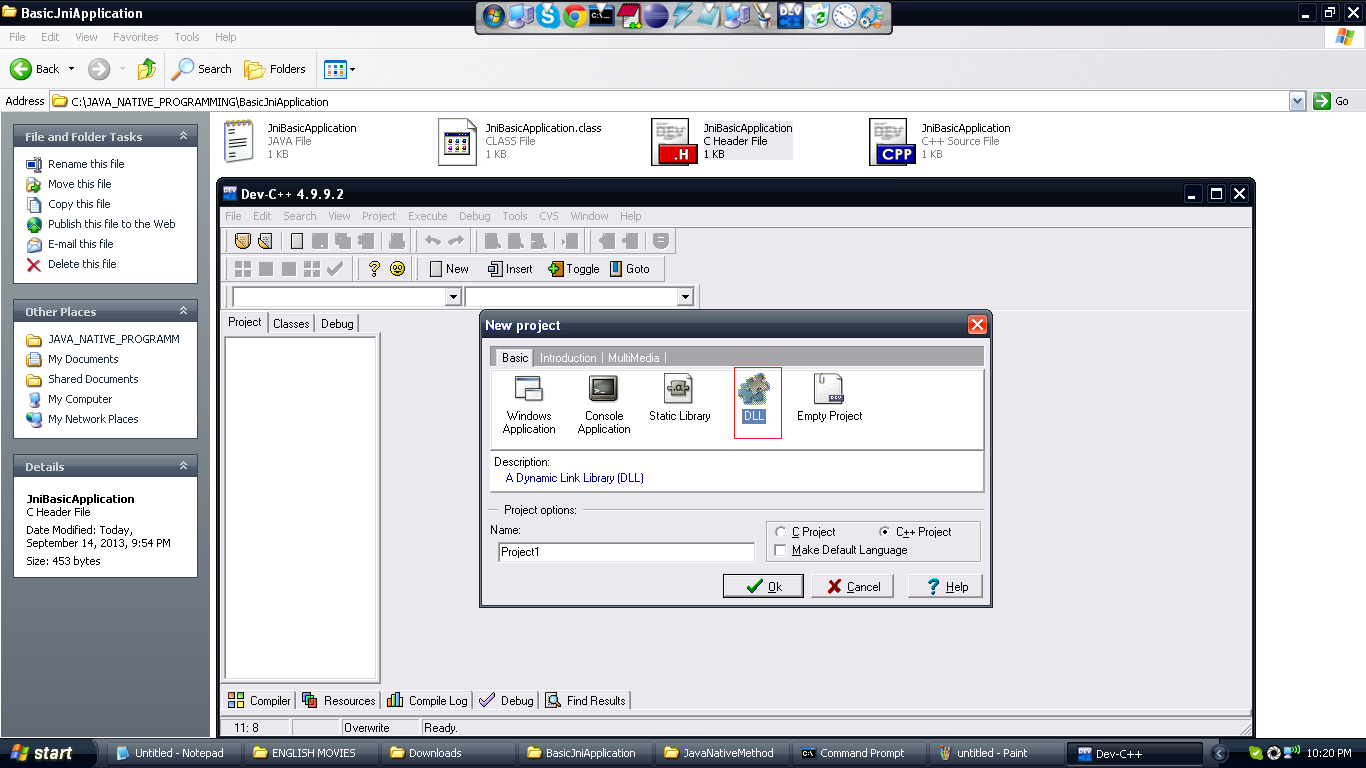 BasicJniApplication
File Edit View Favorites Tools Help
Back Search Folders
Address C:\JAVA_NATIVE_PROGRAMMING\BasicJniApplication Go
File and Folder Tasks
Rename this file
Move this file
Copy this file
Publish this file to the Web
E-mail this file
Delete this file
Other Places
JAVA_NATIVE_PROGRAMM
My Documents
Shared Documents
My Computer
My Network Places
Details
JniBasicApplication
C Header File
Date Modified: Today,
September 14, 2013, 9:54 PM
Size: 453 bytes
JniBasicApplication
JAVA File
1 KB
JniBasicApplication.class
CLASS File
1 KB
DEV
.H
JniBasicApplication
C Header File
1 KB
DEV
CPP
JniBasicApplication
C++ Source File
1 KB
Dev-C++ 4.9.9.2
File Edit Search View Project Execute Debug Tools CVS Window Help
New Insert Toggle Goto
Project Classes Debug
New project
Basic Introduction MultiMedia
Windows Application
Console Application
Static Library
DLL
Empty Project
Description:
A Dynamic Link Library (DLL)
Project options:
Name:
Project1
C Project C++ Project
Make Default Language
Ok Cancel Help
Compiler Resources Compile Log Debug Find Results
11: 8 Overwrite Ready.
start Untitled - Notepad ENGLISH MOVIES Downloads BasicJniApplication JavaNativeMethod Command Prompt untitled - Paint Dev-C++ 10:20 PM